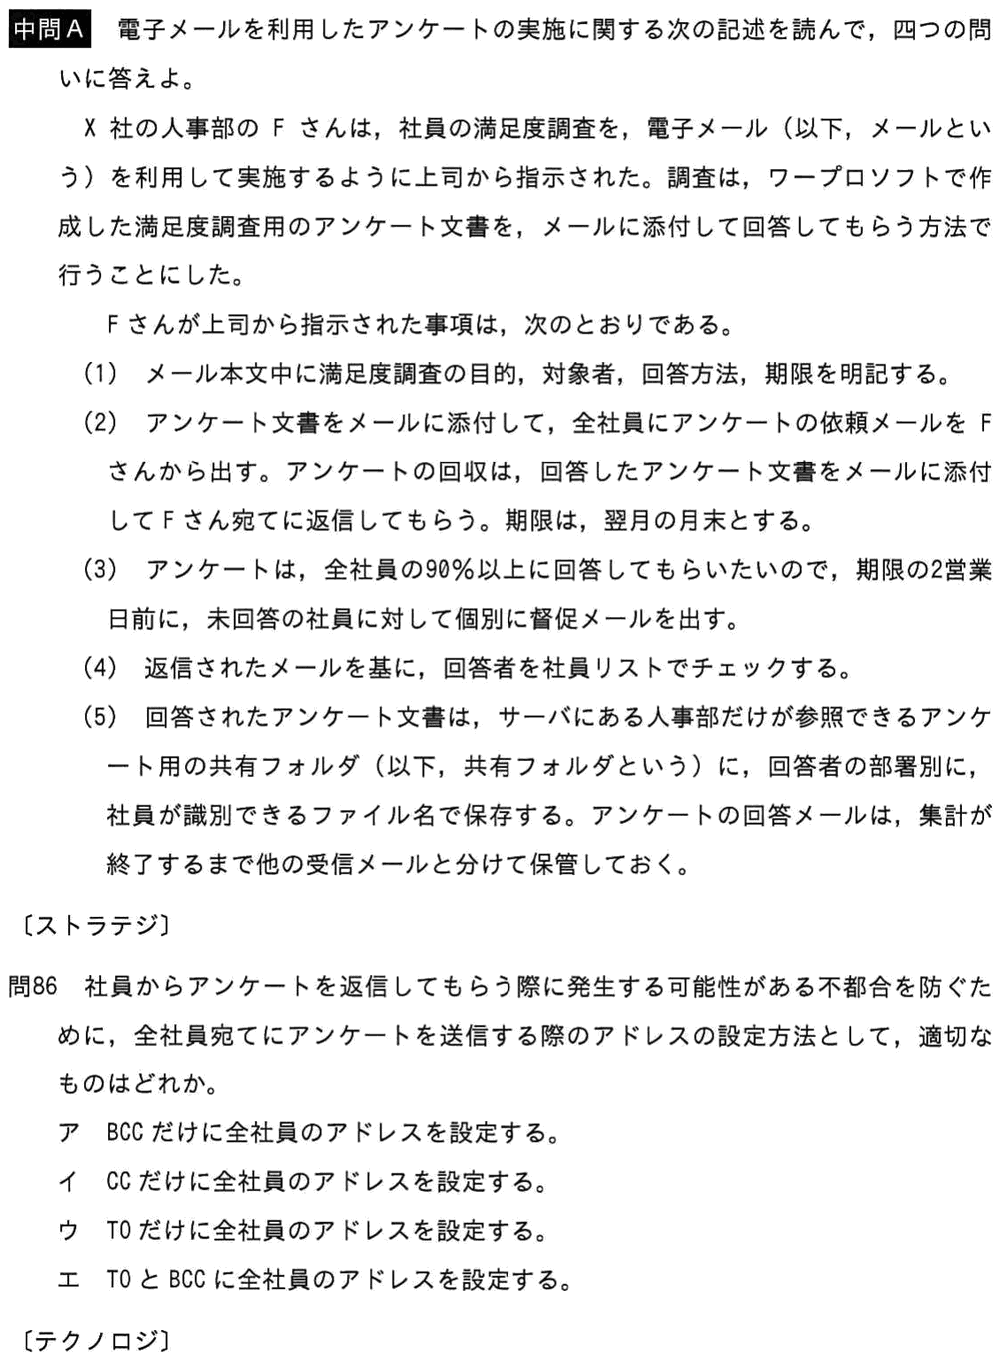 中問A 電子メールを利用したアンケートの実施に関する次の記述を読んで，四つの問
いに答えよ。
X 社の人事部の F さんは，社員の満足度調査を，電子メール（以下，メールとい
う）を利用して実施するように上司から指示された。調査は，ワープロソフトで作
成した満足度調査用のアンケート文書を，メールに添付して回答してもらう方法で
行うことにした。
F さんが上司から指示された事項は，次のとおりである。
(1) メール本文中に満足度調査の目的，対象者，回答方法，期限を明記する。
(2) アンケート文書をメールに添付して，全社員にアンケートの依頼メールを F
さんから出す。アンケートの回収は，回答したアンケート文書をメールに添付
して F さん宛てに返信してもらう。期限は，翌月の月末とする。
(3) アンケートは，全社員の90％以上に回答してもらいたいので，期限の2営業
日前に，未回答の社員に対して個別に督促メールを出す。
(4) 返信されたメールを基に，回答者を社員リストでチェックする。
(5) 回答されたアンケート文書は，サーバにある人事部だけが参照できるアンケ
ート用の共有フォルダ（以下，共有フォルダという）に，回答者の部署別に，
社員が識別できるファイル名で保存する。アンケートの回答メールは，集計が
終了するまで他の受信メールと分けて保管しておく。
〔ストラテジ〕
問86 社員からアンケートを返信してもらう際に発生する可能性がある不都合を防ぐた
めに，全社員宛てにアンケートを送信する際のアドレスの設定方法として，適切な
ものはどれか。
ア BCC だけに全社員のアドレスを設定する。
イ CC だけに全社員のアドレスを設定する。
ウ TO だけに全社員のアドレスを設定する。
エ TO と BCC に全社員のアドレスを設定する。
〔テクノロジ〕